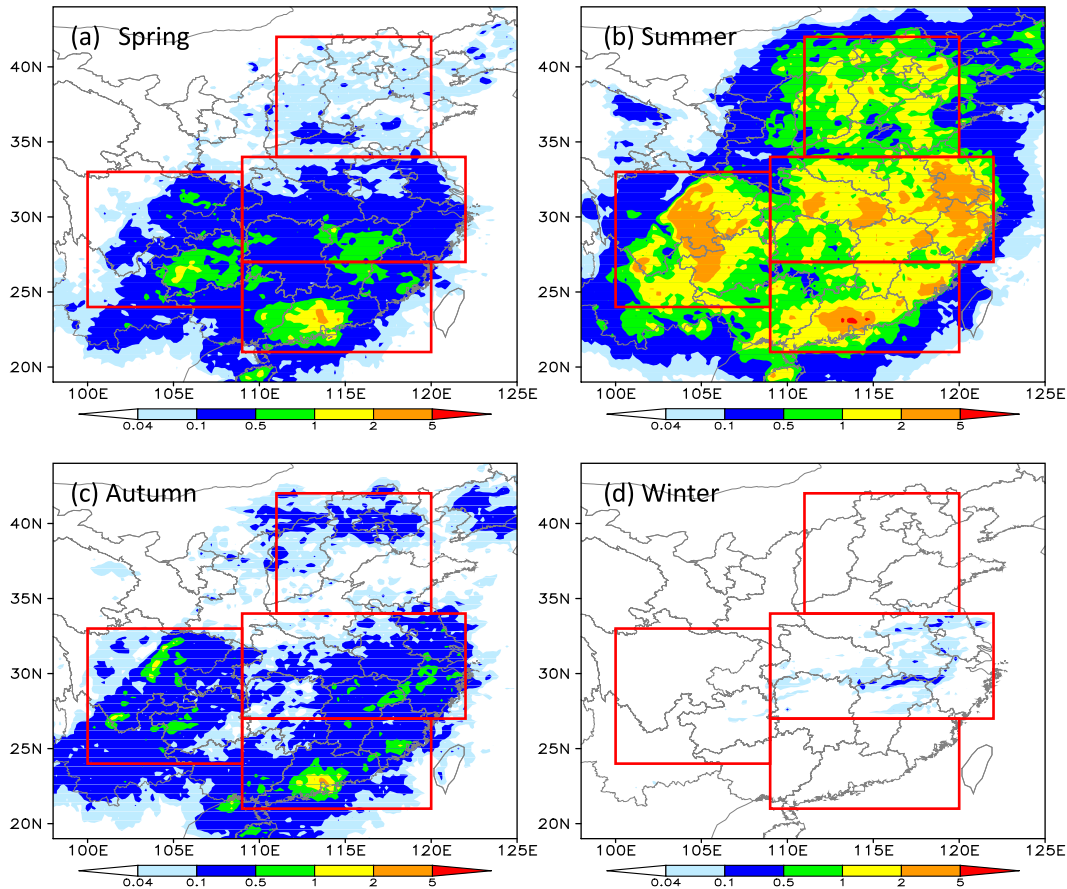 (a) Spring
40N
35N
30N
25N
20N
100E 105E 110E 115E 120E 125E
0.04 0.1 0.5 1 2 5
(b) Summer
40N
35N
30N
25N
20N
100E 105E 110E 115E 120E 125E
0.04 0.1 0.5 1 2 5
(c) Autumn
40N
35N
30N
25N
20N
100E 105E 110E 115E 120E 125E
0.04 0.1 0.5 1 2 5
(d) Winter
40N
35N
30N
25N
20N
100E 105E 110E 115E 120E 125E
0.04 0.1 0.5 1 2 5